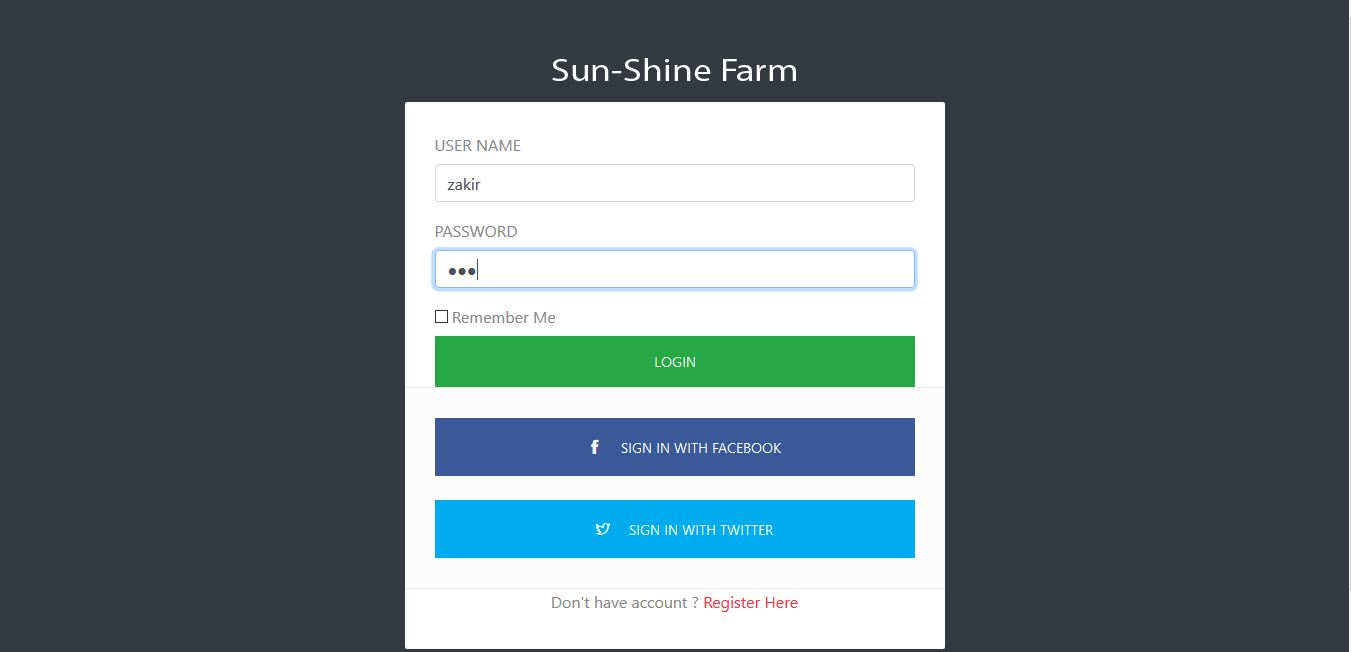 Sun-Shine Farm
USER NAME
zakir
PASSWORD
●●●
Remember Me
LOGIN
SIGN IN WITH FACEBOOK
SIGN IN WITH TWITTER
Don't have account ? Register Here